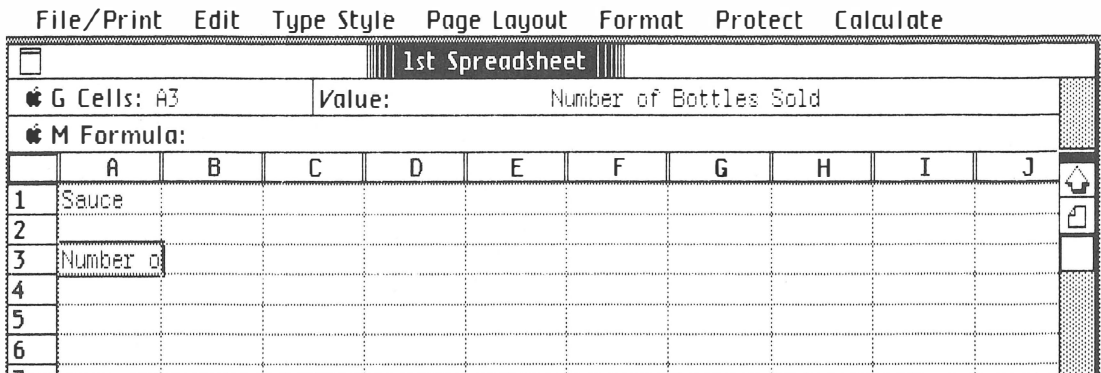 File/Print Edit Type Style Page Layout Format Protect Calculate
1st Spreadsheet
G Cells: A3 Value: Number of Bottles Sold
M Formula:
A B C D E F G H I J
1 Sauce
2
3 Number o
4
5
6